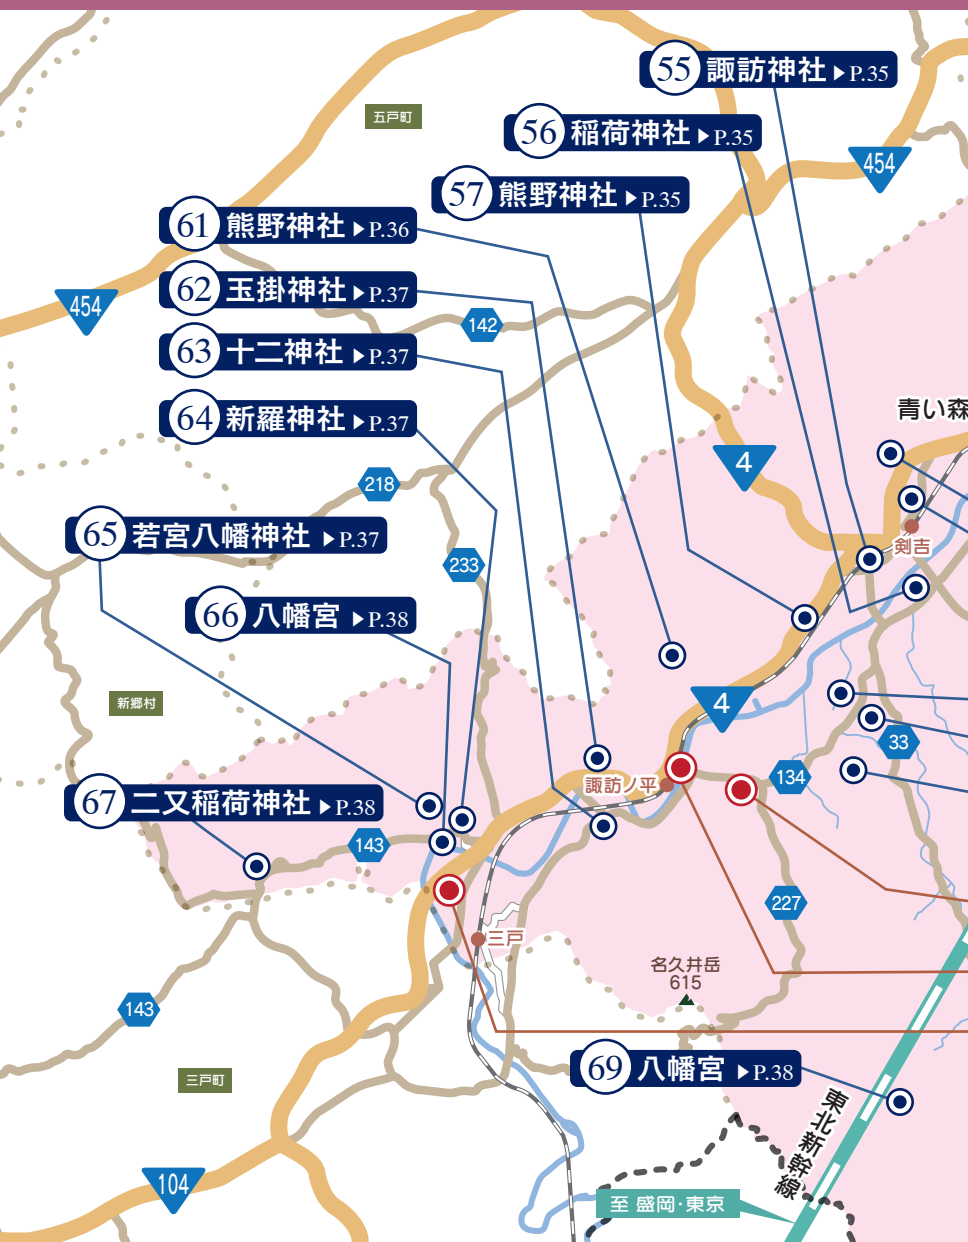 55 諏訪神社 ▶P.35
五戸町
56 稲荷神社 ▶P.35
454
57 熊野神社 ▶P.35
61 熊野神社 ▶P.36
62 玉掛神社 ▶P.37
454
142
63 十二神社 ▶P.37
64 新羅神社 ▶P.37
青い森
4
218
65 若宮八幡神社 ▶P.37
剣吉
233
66 八幡宮 ▶P.38
新郷村
4
33
134
諏訪ノ平
67 二又稲荷神社 ▶P.38
143
227
三戸
名久井岳
615
143
69 八幡宮 ▶P.38
三戸町
東北新幹線
104
至 盛岡・東京